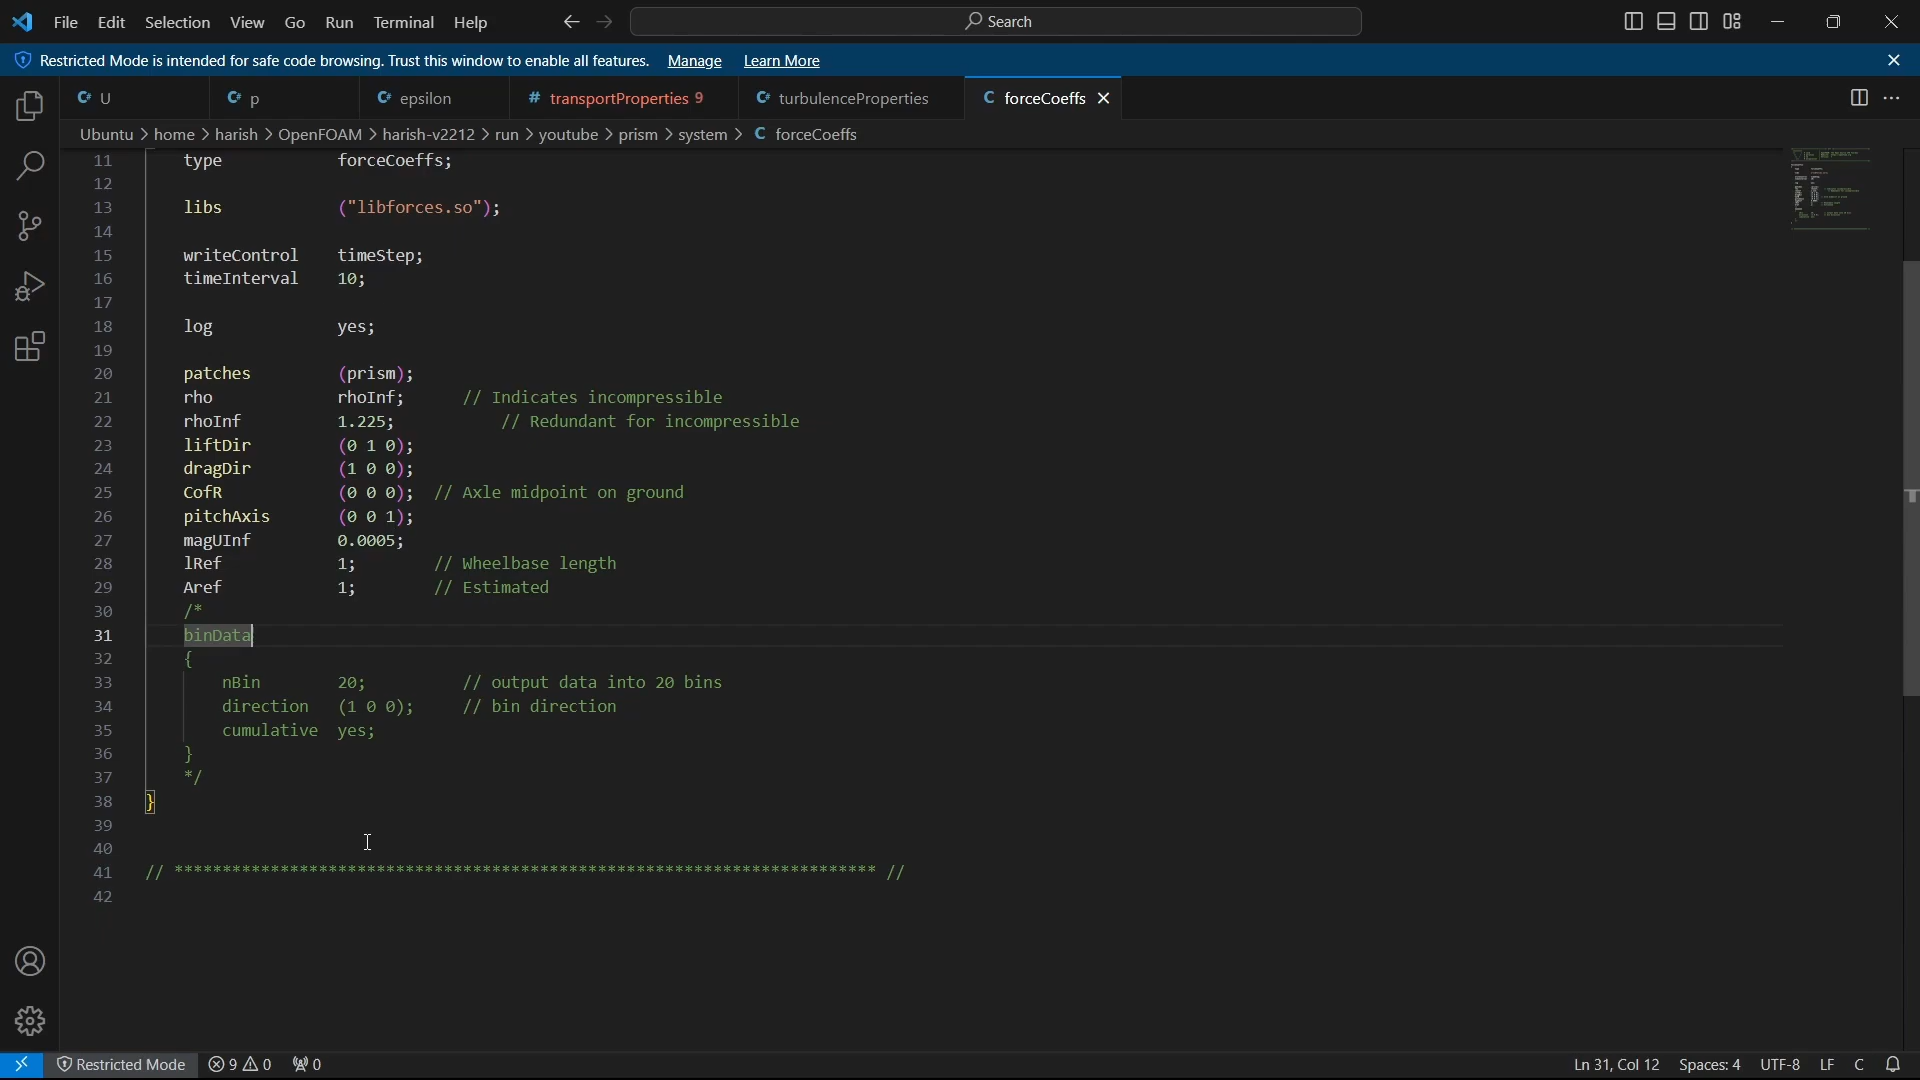 File Edit Selection View Go Run Terminal Help Search
Restricted Mode is intended for safe code browsing. Trust this window to enable all features. Manage Learn More
U p epsilon transportProperties 9 turbulenceProperties forceCoeffs
Ubuntu > home > harish > OpenFOAM > harish-v2212 > run > youtube > prism > system > C forceCoeffs
11 type forceCoeffs;
12
13 libs ("libforces.so");
14
15 writeControl timeStep;
16 timeInterval 10;
17
18 log yes;
19
20 patches (prism);
21 rho rhoInf; // Indicates incompressible
22 rhoInf 1.225; // Redundant for incompressible
23 liftDir (0 1 0);
24 dragDir (1 0 0);
25 CofR (0 0 0); // Axle midpoint on ground
26 pitchAxis (0 0 1);
27 magUInf 0.0005;
28 lRef 1; // Wheelbase length
29 Aref 1; // Estimated
30 /*
31 binData
32 {
33 nBin 20; // output data into 20 bins
34 direction (1 0 0); // bin direction
35 cumulative yes;
36 }
37 */
38 }
39
40
41 // ************************************************************************* //
42
Restricted Mode 9 0 0 Ln 31, Col 12 Spaces: 4 UTF-8 LF C